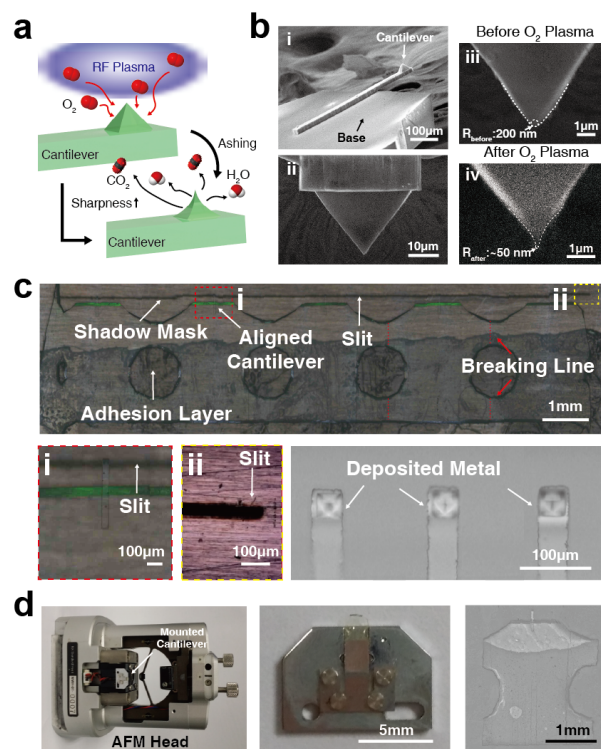 a
RF Plasma
O2
Cantilever
Ashing
CO2
H2O
Sharpness↑
Cantilever
b
i
Cantilever
Base
100μm
ii
10μm
Before O2 Plasma
iii
Rbefore:200 nm
1μm
After O2 Plasma
iv
Rafter:~50 nm
1μm
c
i
ii
Shadow Mask
Aligned
Cantilever
Slit
Adhesion Layer
Breaking Line
1mm
i
Slit
100μm
ii
Slit
100μm
Deposited Metal
100μm
d
Mounted
Cantilever
AFM Head
5mm
1mm